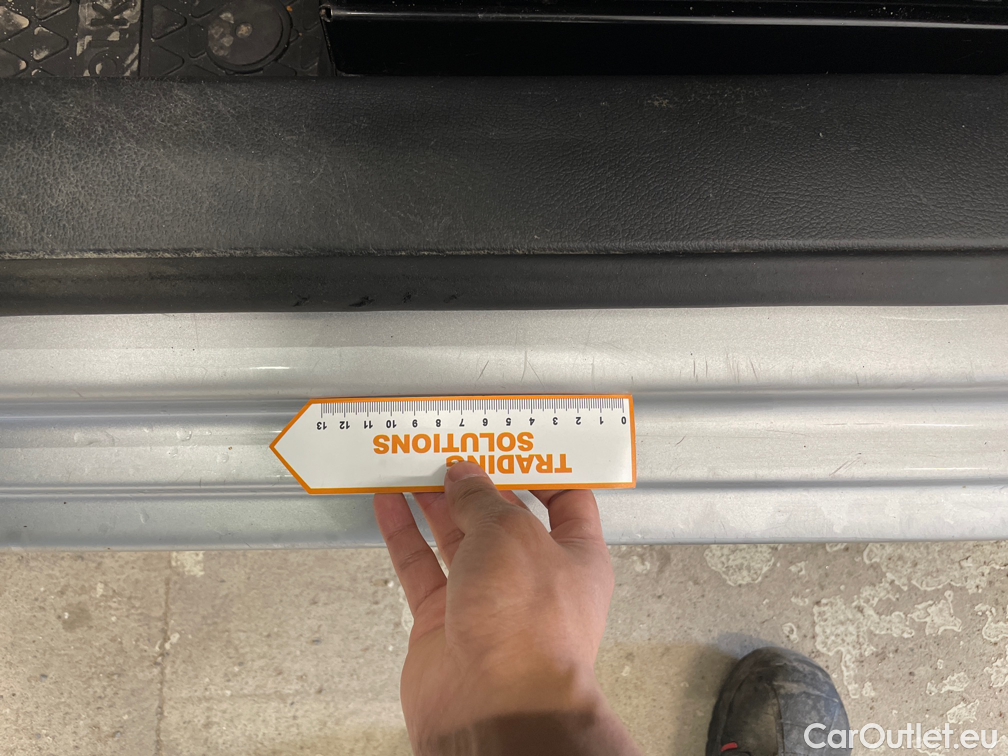 0 1 2 3 4 5 6 7 8 9 10 11 12 13
TRADING
SOLUTIONS
CarOutlet.eu